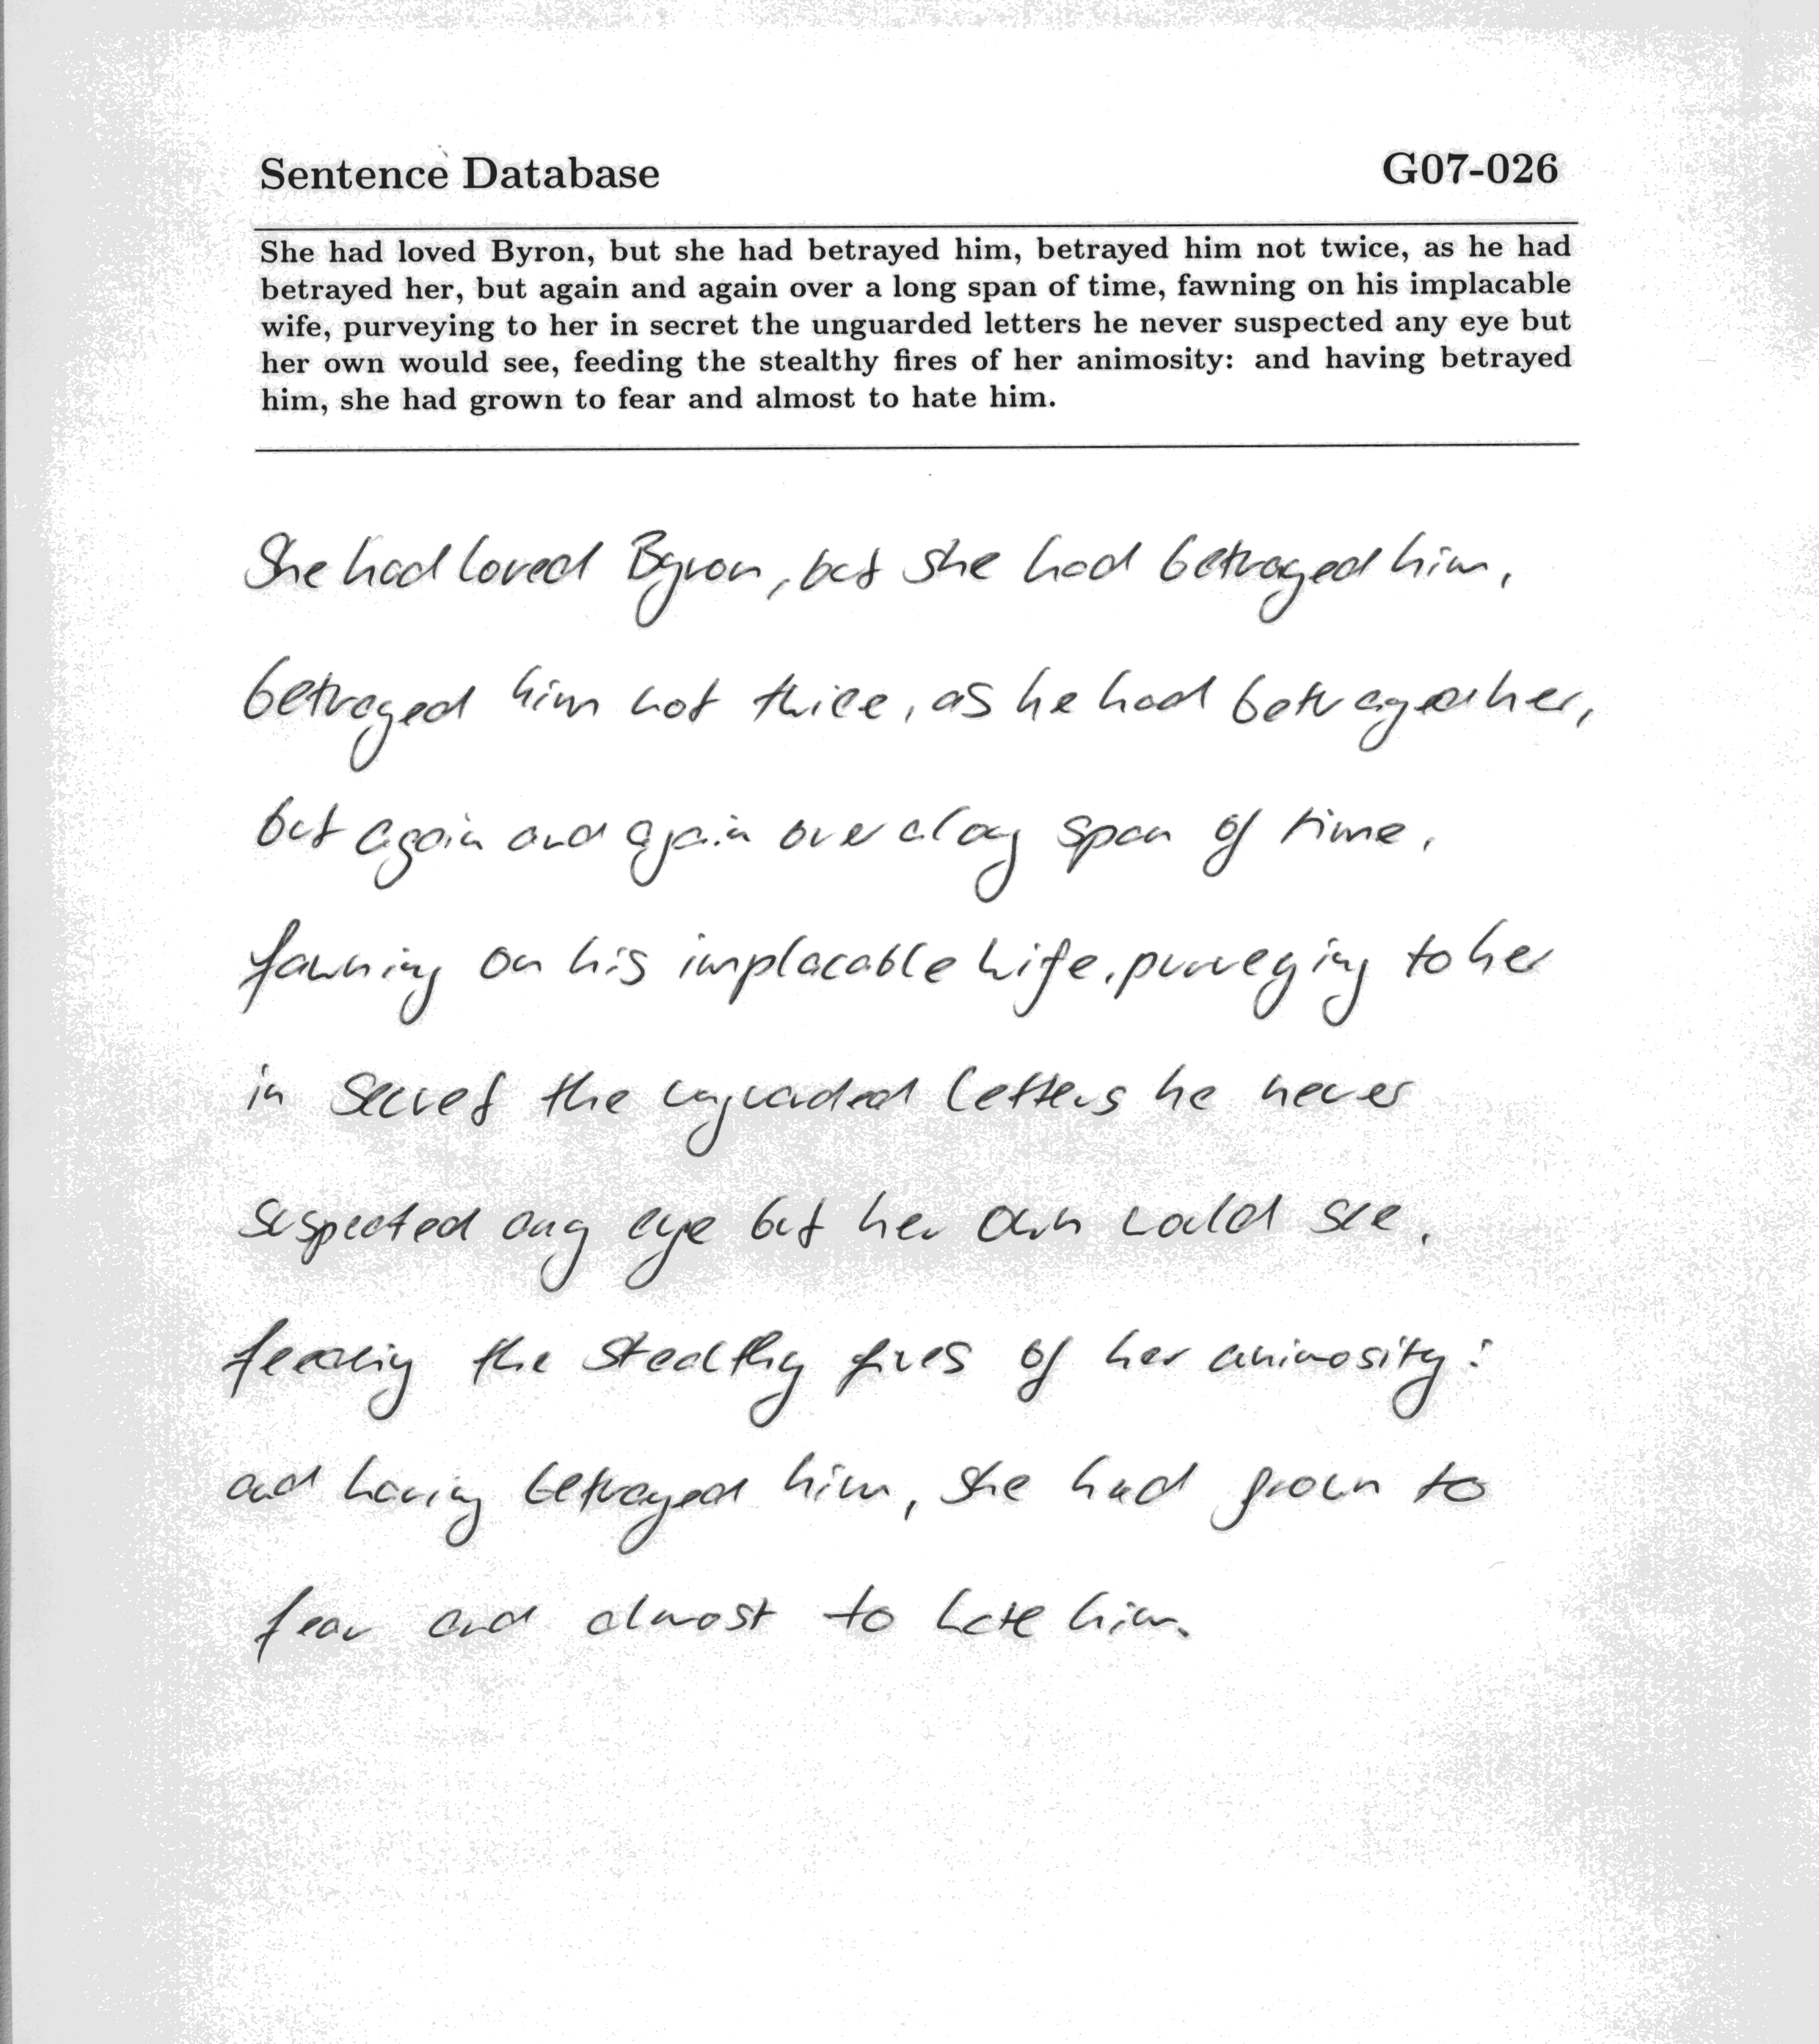 Sentence Database G07-026
She had loved Byron, but she had betrayed him, betrayed him not twice, as he had
betrayed her, but again and again over a long span of time, fawning on his implacable
wife, purveying to her in secret the unguarded letters he never suspected any eye but
her own would see, feeding the stealthy fires of her animosity: and having betrayed
him, she had grown to fear and almost to hate him.
She had loved Byron, but she had betrayed him,
betrayed him not twice, as he had betrayed her,
but again and again over a long span of time,
fawning on his implacable wife, purveying to her
in secret the unguarded letters he never
suspected any eye but her own would see,
feeding the stealthy fires of her animosity:
and having betrayed him, she had grown to
fear and almost to hate him.